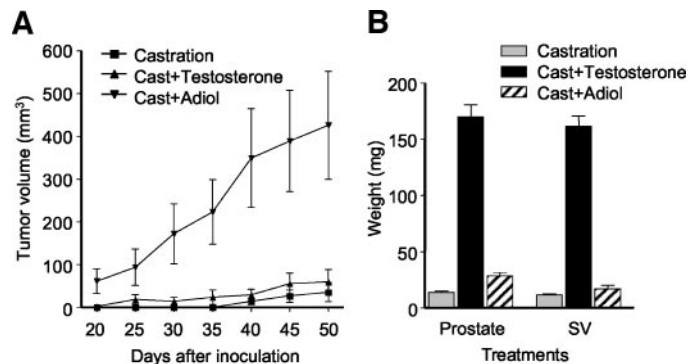 A
Tumor volume (mm³)
600
500
400
300
200
100
0
Castration
Cast+Testosterone
Cast+Adiol
20 25 30 35 40 45 50
Days after inoculation
B
Castration
Cast+Testosterone
Cast+Adiol
Weight (mg)
200
150
100
50
0
Prostate SV
Treatments